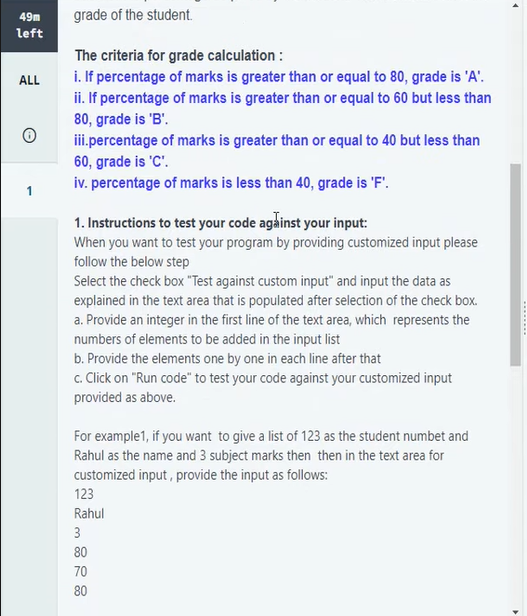 49m
left
ALL
1
grade of the student.
The criteria for grade calculation :
i. If percentage of marks is greater than or equal to 80, grade is 'A'.
ii. If percentage of marks is greater than or equal to 60 but less than
80, grade is 'B'.
iii.percentage of marks is greater than or equal to 40 but less than
60, grade is 'C'.
iv. percentage of marks is less than 40, grade is 'F'.
1. Instructions to test your code against your input:
When you want to test your program by providing customized input please
follow the below step
Select the check box "Test against custom input" and input the data as
explained in the text area that is populated after selection of the check box.
a. Provide an integer in the first line of the text area, which represents the
numbers of elements to be added in the input list
b. Provide the elements one by one in each line after that
c. Click on "Run code" to test your code against your customized input
provided as above.
For example1, if you want to give a list of 123 as the student numbet and
Rahul as the name and 3 subject marks then then in the text area for
customized input , provide the input as follows:
123
Rahul
3
80
70
80